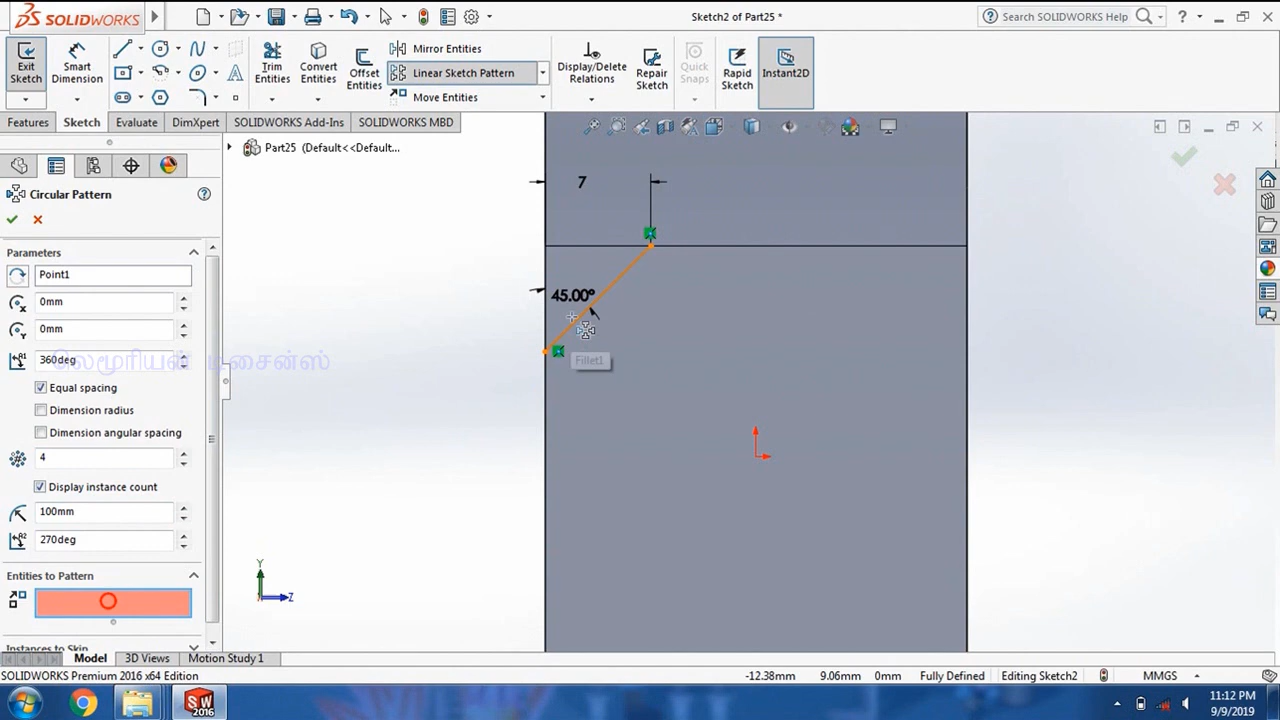 SOLIDWORKS
Sketch2 of Part25 *
Search SOLIDWORKS Help
Exit Sketch
Smart Dimension
Trim Entities
Convert Entities
Offset Entities
Mirror Entities
Linear Sketch Pattern
Move Entities
Display/Delete Relations
Repair Sketch
Quick Snaps
Rapid Sketch
Instant2D
Features
Sketch
Evaluate
DimXpert
SOLIDWORKS Add-Ins
SOLIDWORKS MBD
Part25 (Default<<Default...
Circular Pattern
Parameters
Point1
0mm
0mm
360deg
லெமூரியன் டிசைன்ஸ்
Equal spacing
Dimension radius
Dimension angular spacing
4
Display instance count
100mm
270deg
Entities to Pattern
Instances to Skip
7
45.00°
Fillet1
Y
Z
Model
3D Views
Motion Study 1
SOLIDWORKS Premium 2016 x64 Edition
-12.38mm
9.06mm
0mm
Fully Defined
Editing Sketch2
MMGS
SW
2016
11:12 PM
9/9/2019